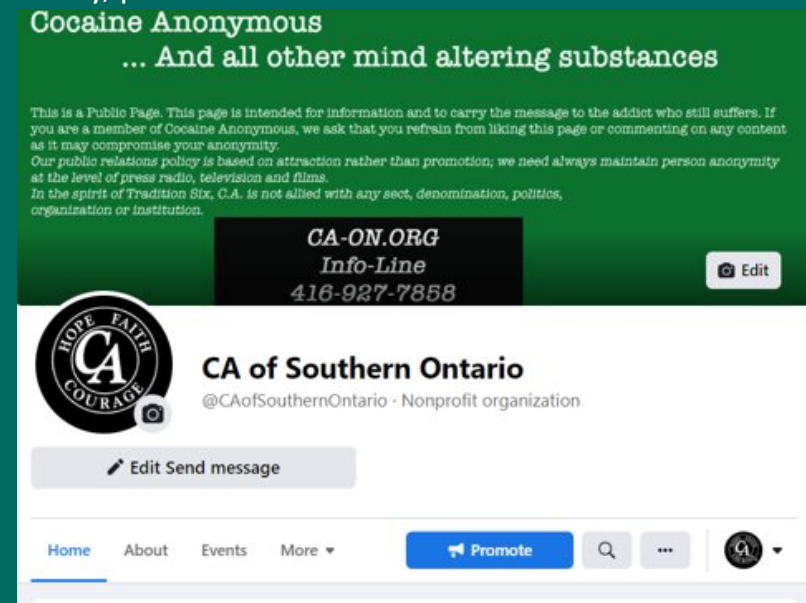 Cocaine Anonymous
... And all other mind altering substances
This is a Public Page. This page is intended for information and to carry the message to the addict who still suffers. If
you are a member of Cocaine Anonymous, we ask that you refrain from liking this page or commenting on any content
as it may compromise your anonymity.
Our public relations policy is based on attraction rather than promotion; we need always maintain person anonymity
at the level of press radio, television and films.
In the spirit of Tradition Six, C.A. is not allied with any sect, denomination, politics,
organization or institution.
CA-ON.ORG
Info-Line
416-927-7858
Edit
HOPE FAITH
CA
COURAGE
CA of Southern Ontario
@CAofSouthernOntario · Nonprofit organization
Edit Send message
Home About Events More Promote
CA